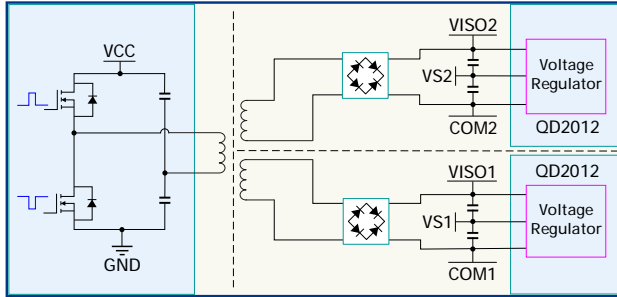 VCC
GND
VISO2
VS2
COM2
Voltage
Regulator
QD2012
VISO1
VS1
COM1
QD2012
Voltage
Regulator